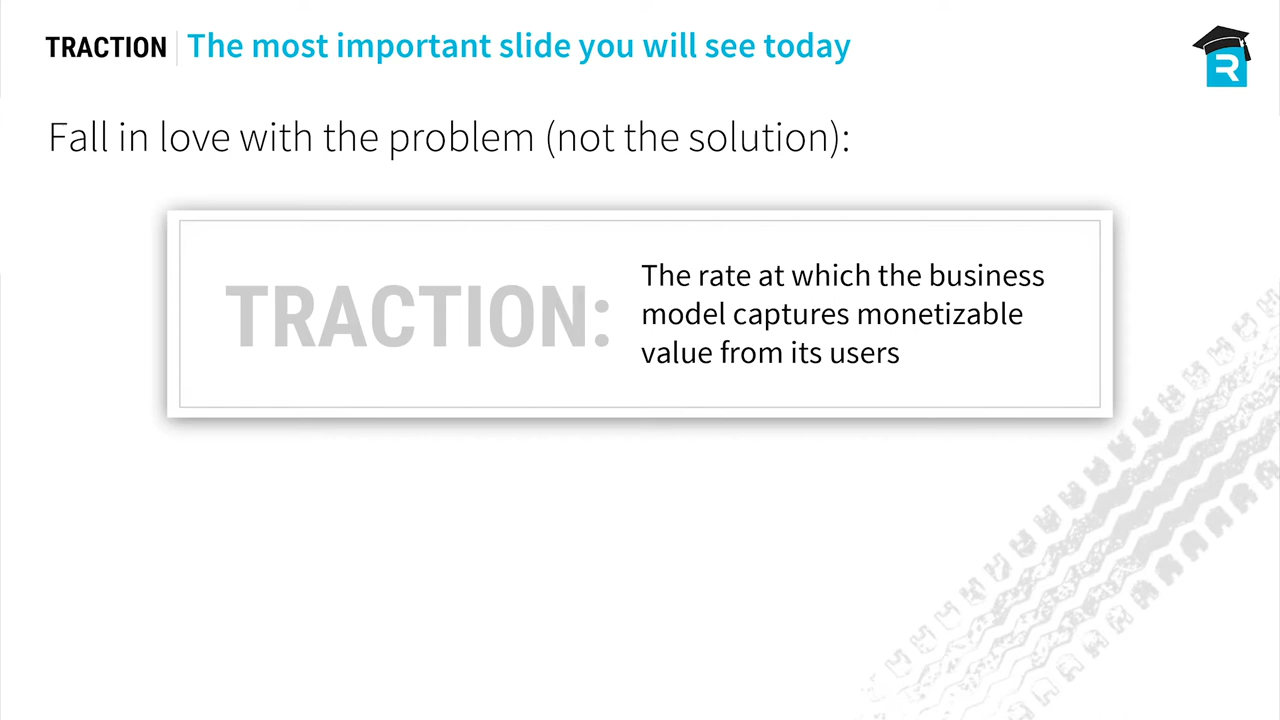 TRACTION The most important slide you will see today
Fall in love with the problem (not the solution):
TRACTION:
The rate at which the business
model captures monetizable
value from its users